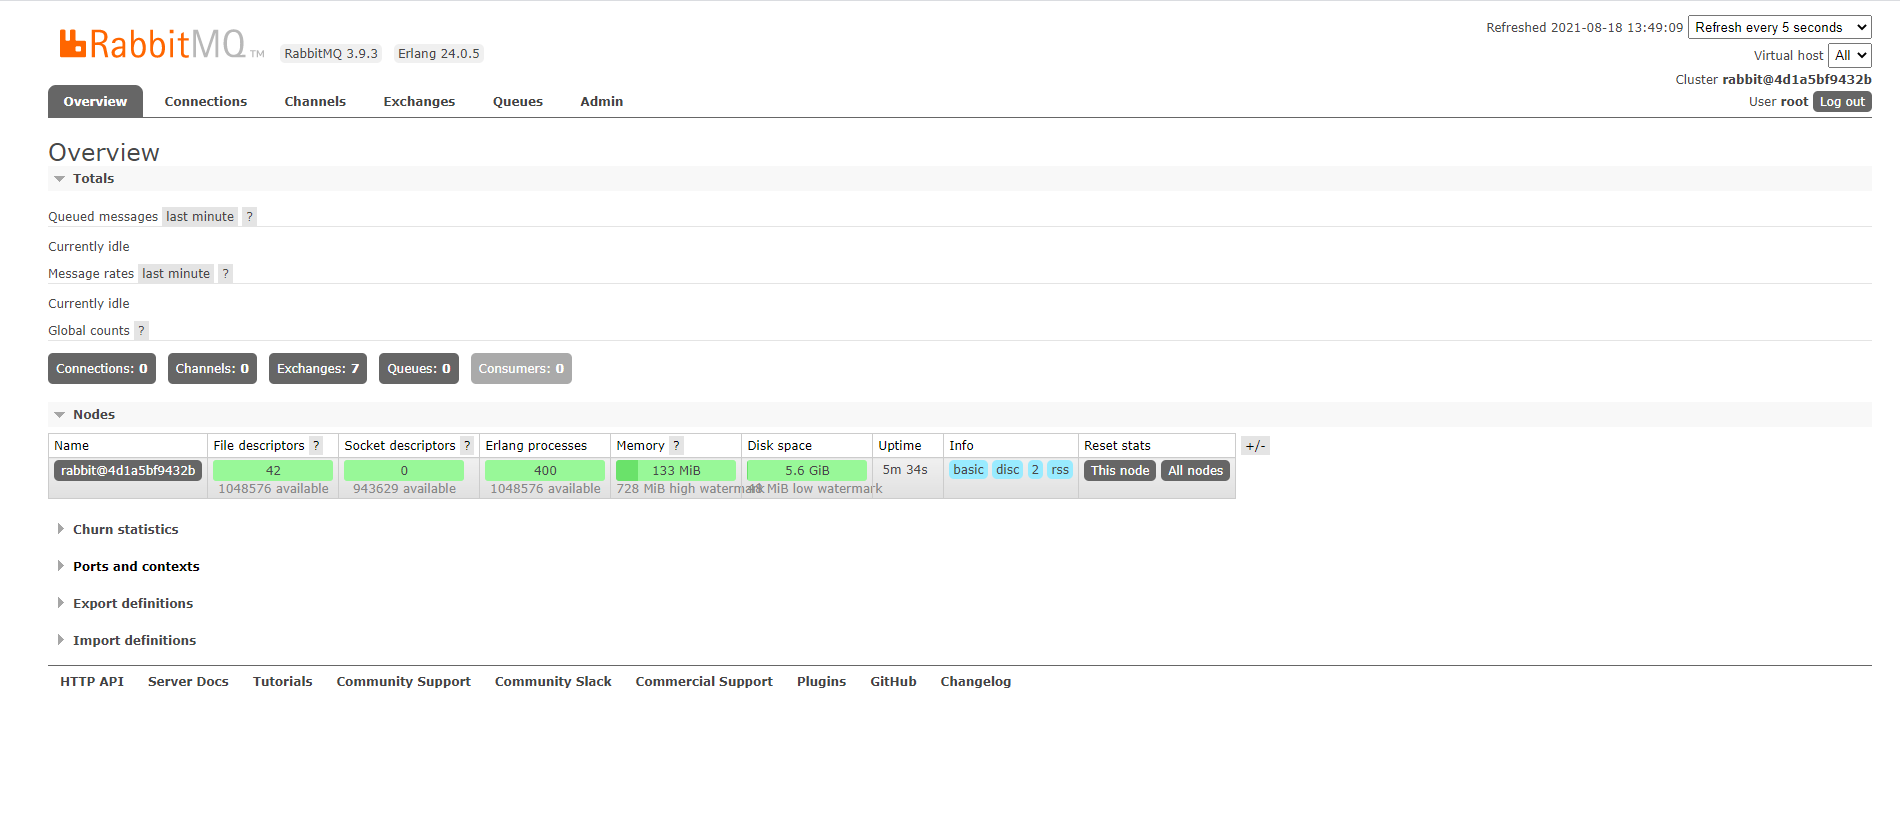 RabbitMQ TM RabbitMQ 3.9.3 Erlang 24.0.5
Refreshed 2021-08-18 13:49:09 Refresh every 5 seconds
Virtual host All
Cluster rabbit@4d1a5bf9432b
User root Log out
Overview Connections Channels Exchanges Queues Admin
Overview
Totals
Queued messages last minute ?
Currently idle
Message rates last minute ?
Currently idle
Global counts ?
Connections: 0 Channels: 0 Exchanges: 7 Queues: 0 Consumers: 0
Nodes
Name File descriptors ? Socket descriptors ? Erlang processes Memory ? Disk space Uptime Info Reset stats +/-
rabbit@4d1a5bf9432b 42 0 400 133 MiB 5.6 GiB 5m 34s basic disc 2 rss This node All nodes
1048576 available 943629 available 1048576 available 728 MiB high watermark MiB low watermark
Churn statistics
Ports and contexts
Export definitions
Import definitions
HTTP API Server Docs Tutorials Community Support Community Slack Commercial Support Plugins GitHub Changelog